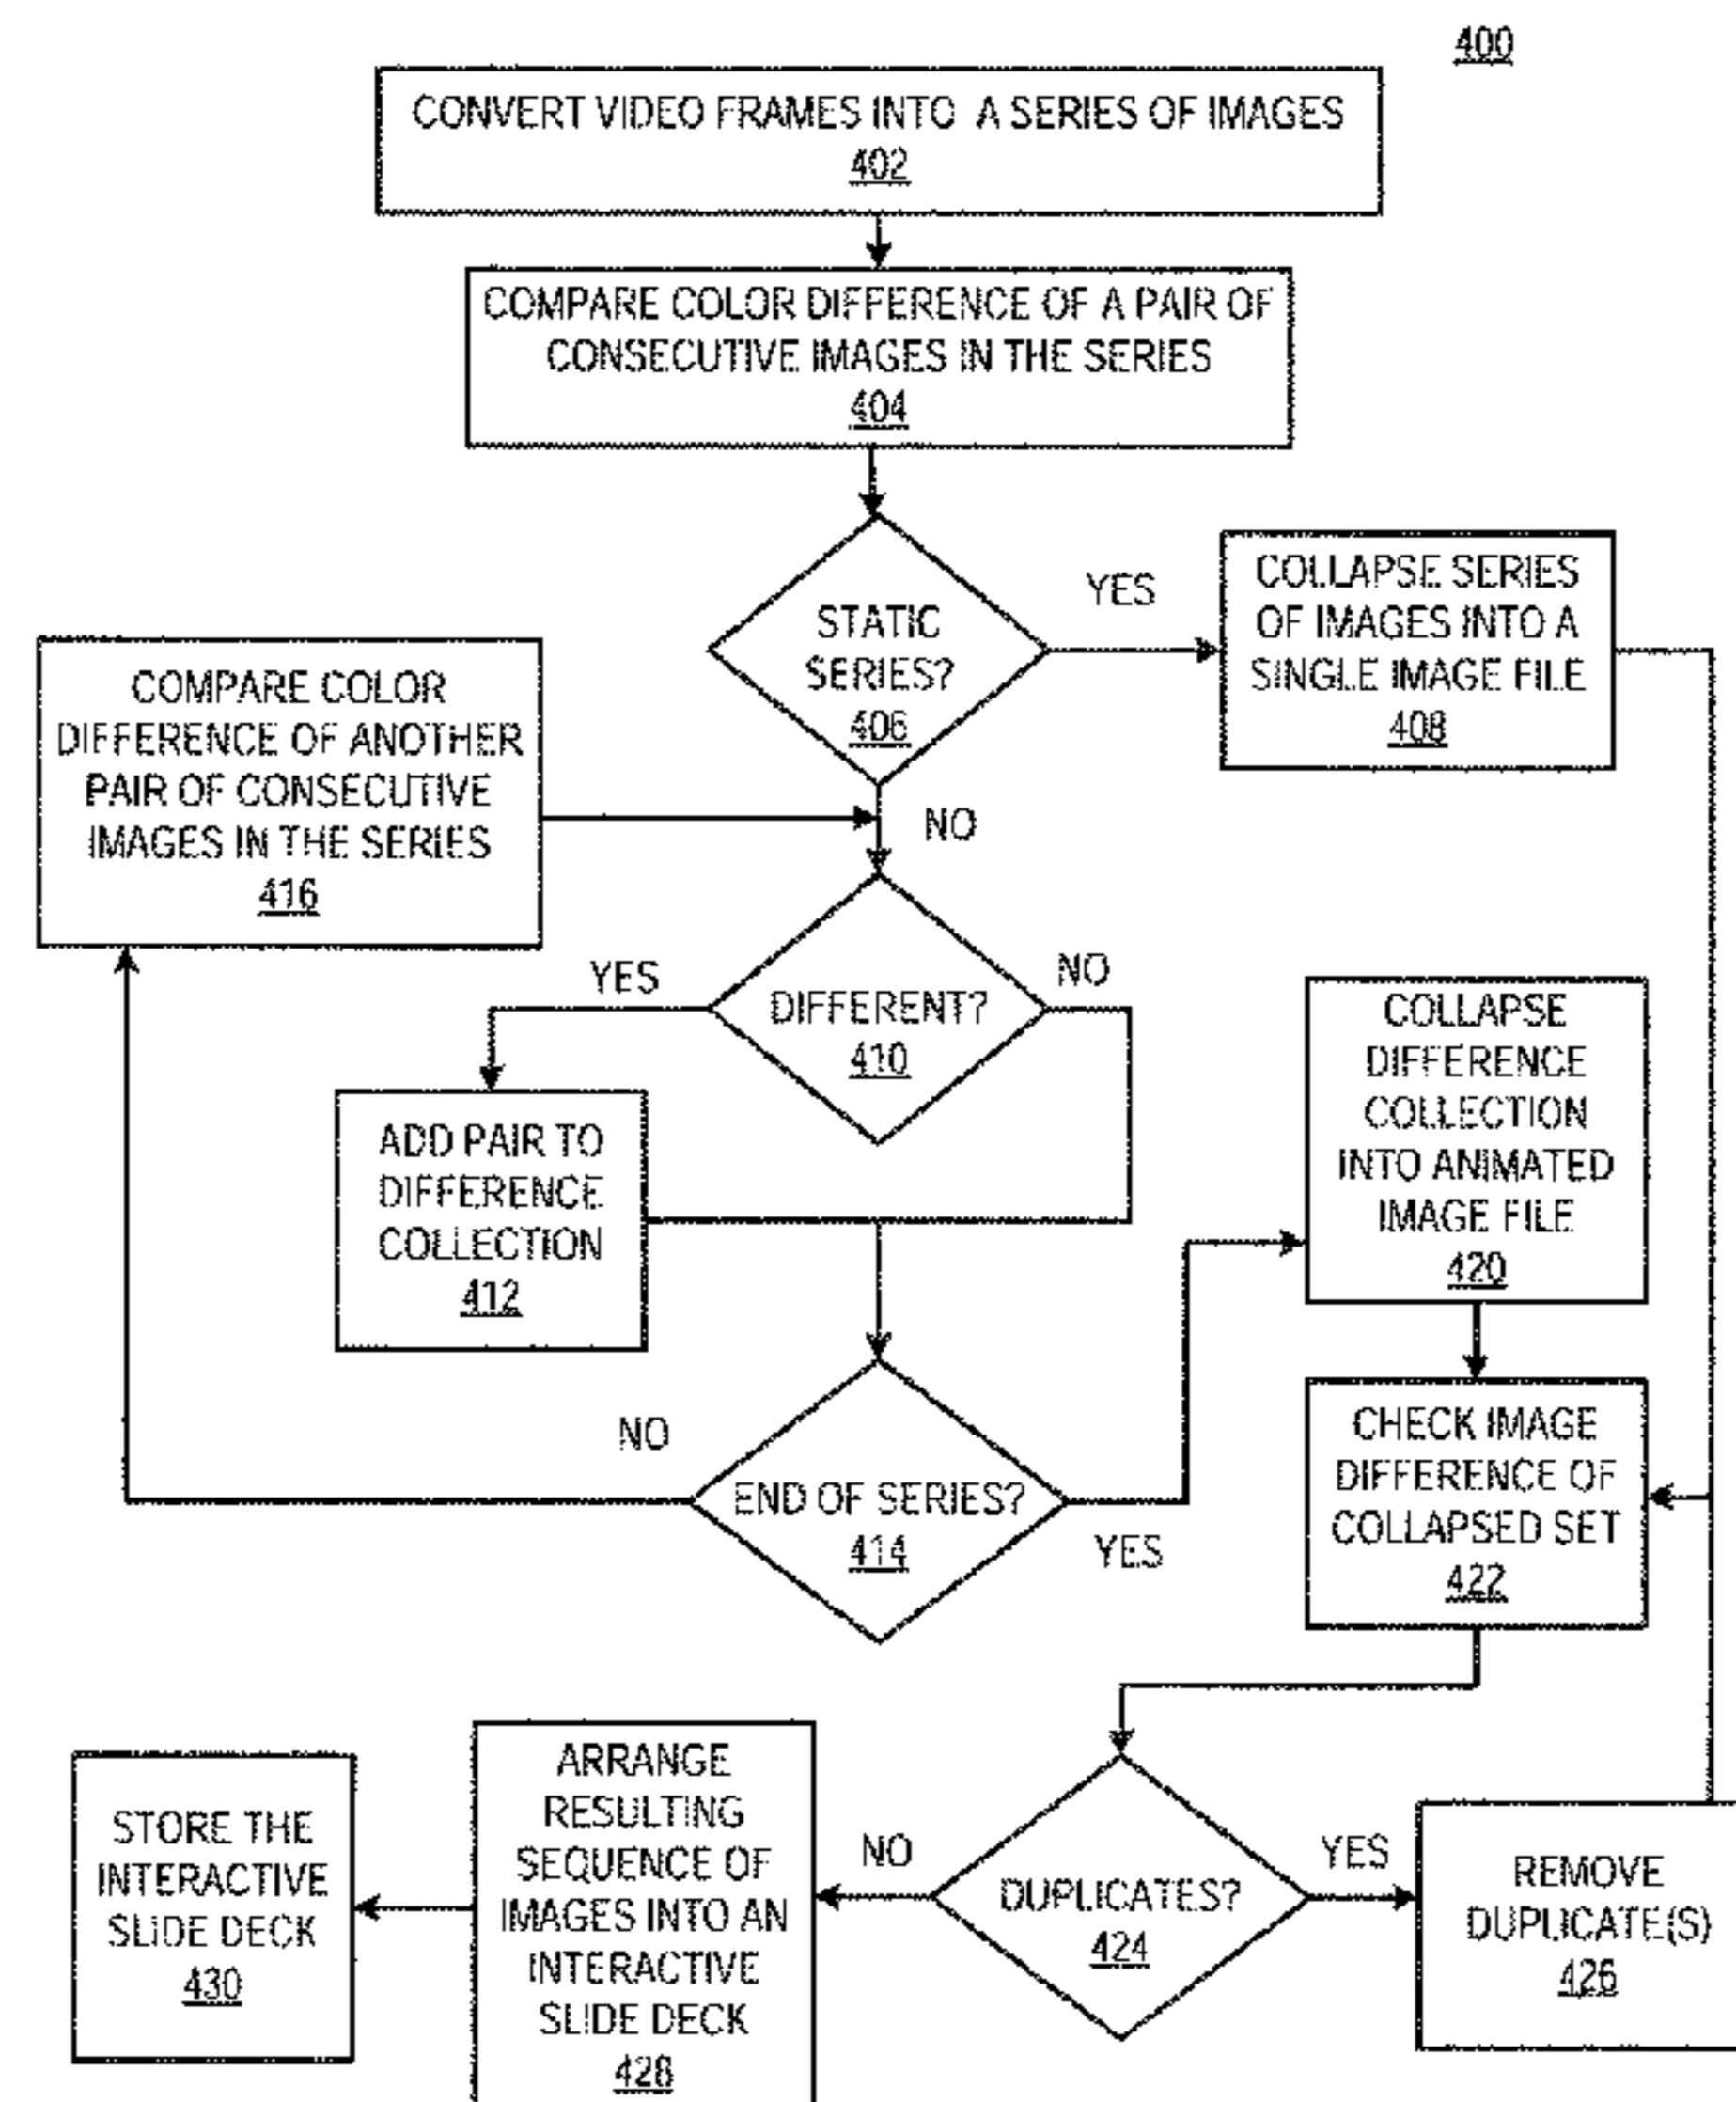 400
CONVERT VIDEO FRAMES INTO A SERIES OF IMAGES
402
COMPARE COLOR DIFFERENCE OF A PAIR OF
CONSECUTIVE IMAGES IN THE SERIES
404
STATIC
SERIES?
406
YES
COLLAPSE SERIES
OF IMAGES INTO A
SINGLE IMAGE FILE
408
NO
COMPARE COLOR
DIFFERENCE OF ANOTHER
PAIR OF CONSECUTIVE
IMAGES IN THE SERIES
416
DIFFERENT?
410
YES
NO
ADD PAIR TO
DIFFERENCE
COLLECTION
412
END OF SERIES?
414
NO
YES
COLLAPSE
DIFFERENCE
COLLECTION
INTO ANIMATED
IMAGE FILE
420
CHECK IMAGE
DIFFERENCE OF
COLLAPSED SET
422
DUPLICATES?
424
YES
REMOVE
DUPLICATE(S)
426
NO
ARRANGE
RESULTING
SEQUENCE OF
IMAGES INTO AN
INTERACTIVE
SLIDE DECK
428
STORE THE
INTERACTIVE
SLIDE DECK
430